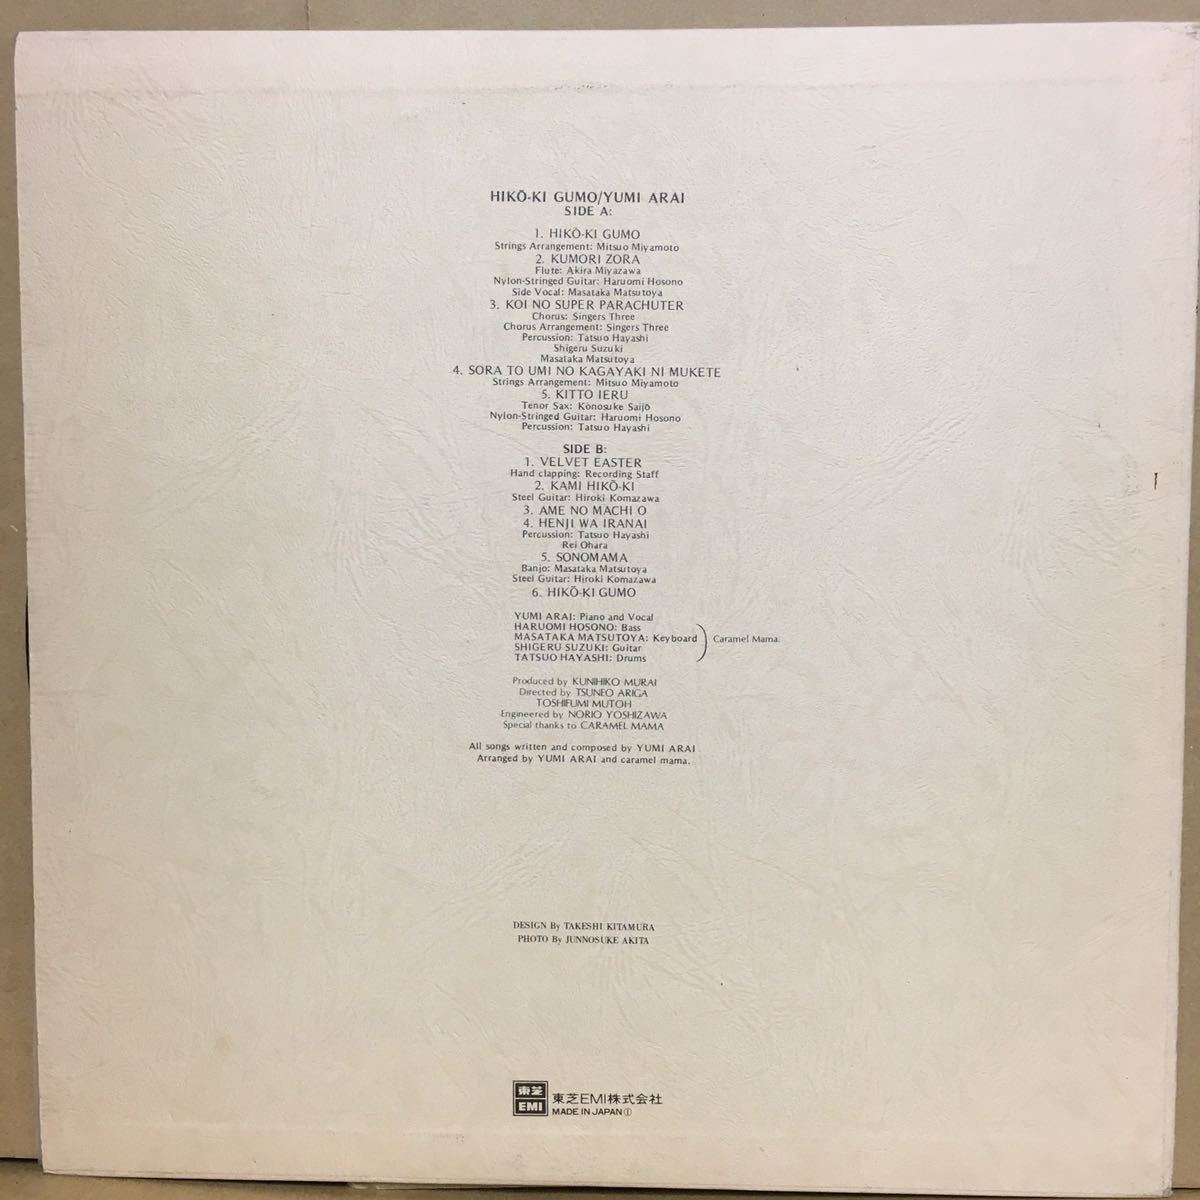 HIKŌ-KI GUMO/YUMI ARAI
SIDE A:
1. HIKŌ-KI GUMO
Strings Arrangement: Mitsuo Miyamoto
2. KUMORI ZORA
Flute: Akira Miyazawa
Nylon-Stringed Guitar: Haruomi Hosono
Side Vocal: Masataka Matsutoya
3. KOI NO SUPER PARACHUTER
Chorus: Singers Three
Chorus Arrangement: Singers Three
Percussion: Tatsuo Hayashi
Shigeru Suzuki
Masataka Matsutoya
4. SORA TO UMI NO KAGAYAKI NI MUKETE
Strings Arrangement: Mitsuo Miyamoto
5. KITTO IERU
Tenor Sax: Kōnosuke Saijō
Nylon-Stringed Guitar: Haruomi Hosono
Percussion: Tatsuo Hayashi
SIDE B:
1. VELVET EASTER
Hand clapping: Recording Staff
2. KAMI HIKŌ-KI
Steel Guitar: Hiroki Komazawa
3. AME NO MACHI O
4. HENJI WA IRANAI
Percussion: Tatsuo Hayashi
Rei Ohara
5. SONOMAMA
Banjo: Masataka Matsutoya
Steel Guitar: Hiroki Komazawa
6. HIKŌ-KI GUMO
YUMI ARAI: Piano and Vocal
HARUOMI HOSONO: Bass
MASATAKA MATSUTOYA: Keyboard
SHIGERU SUZUKI: Guitar
TATSUO HAYASHI: Drums
Caramel Mama.
Produced by KUNIHIKO MURAI
Directed by TSUNEO ARIGA
TOSHIFUMI MUTOH
Engineered by NORIO YOSHIZAWA
Special thanks to CARAMEL MAMA
All songs written and composed by YUMI ARAI
Arranged by YUMI ARAI and caramel mama.
DESIGN By TAKESHI KITAMURA
PHOTO By JUNNOSUKE AKITA
東芝
EMI
東芝EMI株式会社
MADE IN JAPAN Ⓘ